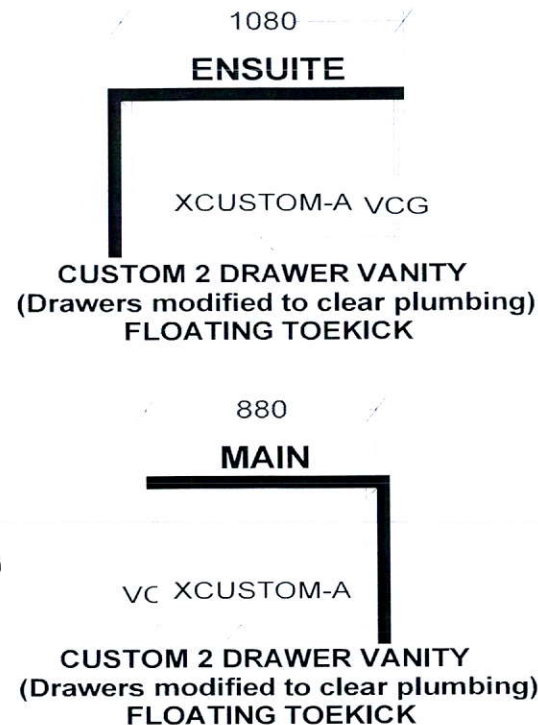 1080
ENSUITE
XCUSTOM-A VCG
CUSTOM 2 DRAWER VANITY
(Drawers modified to clear plumbing)
FLOATING TOEKICK
880
MAIN
VC XCUSTOM-A
CUSTOM 2 DRAWER VANITY
(Drawers modified to clear plumbing)
FLOATING TOEKICK